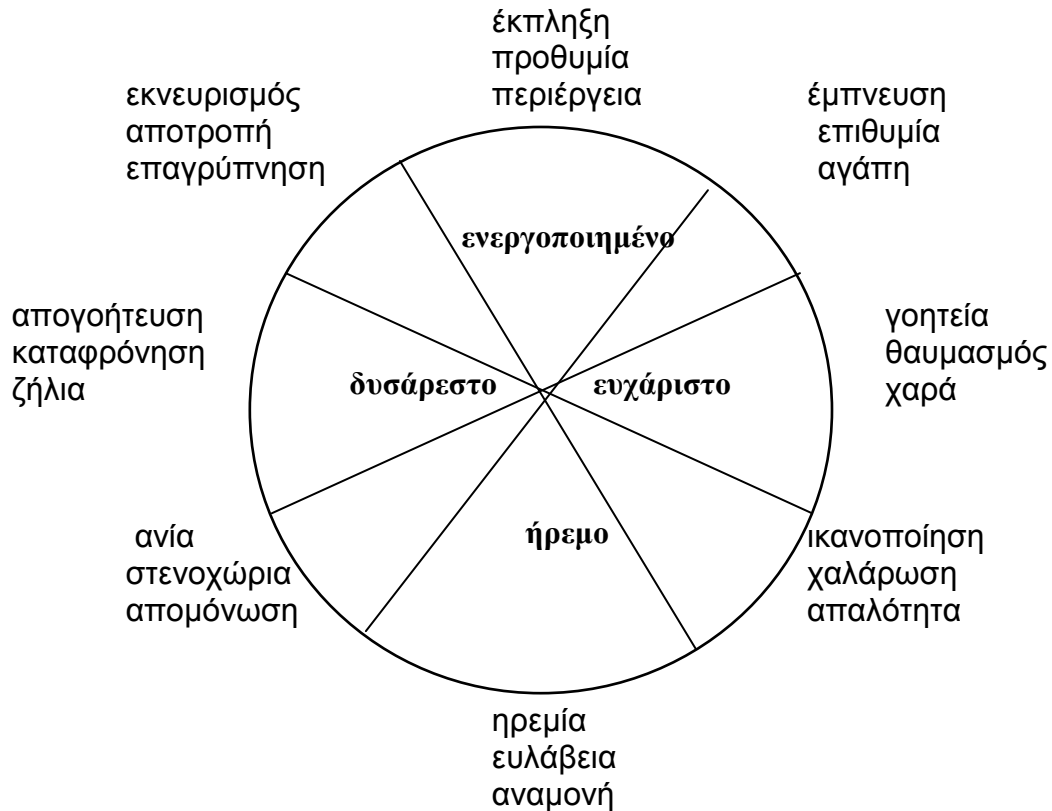 έκπληξη
προθυμία
περιέργεια
εκνευρισμός
αποτροπή
επαγρύπνηση
έμπνευση
επιθυμία
αγάπη
ενεργοποιημένο
απογοήτευση
καταφρόνηση
ζήλια
δυσάρεστο
ευχάριστο
γοητεία
θαυμασμός
χαρά
ανία
στενοχώρια
απομόνωση
ήρεμο
ικανοποίηση
χαλάρωση
απαλότητα
ηρεμία
ευλάβεια
αναμονή